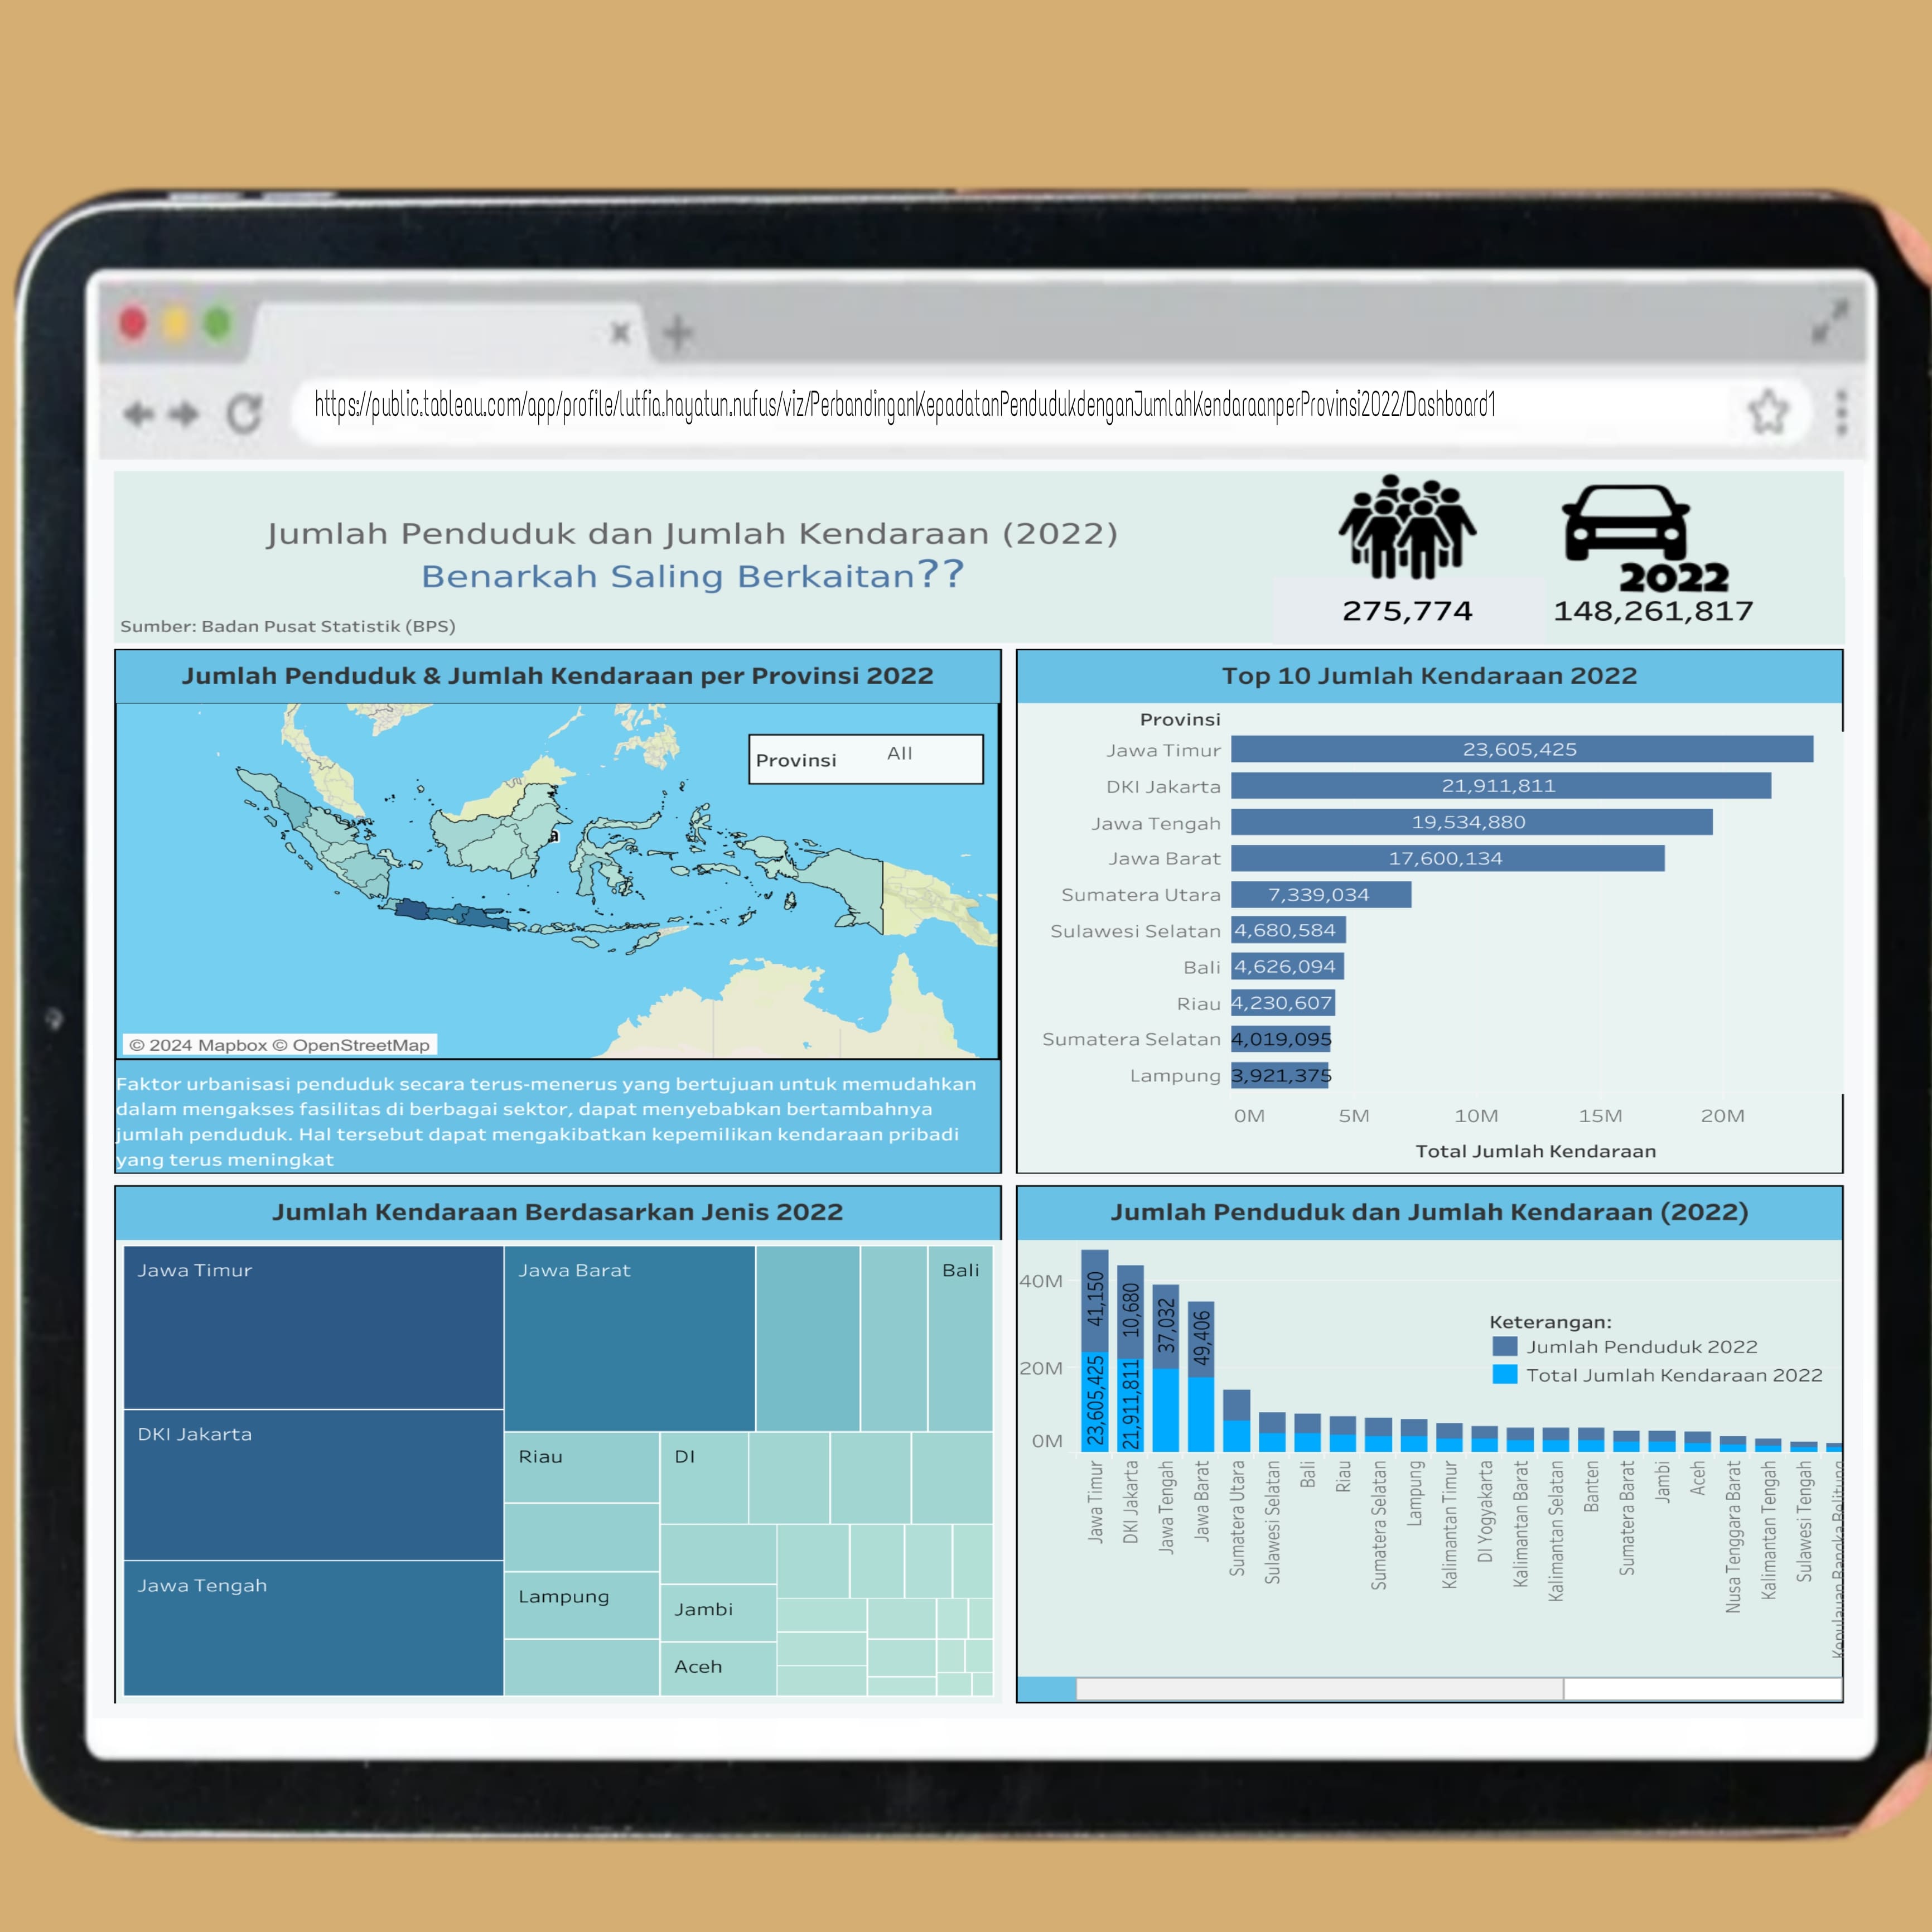 https://public.tableau.com/app/profile/lutfia.hayatun.nufus/viz/PerbandinganKepadatanPendudukdenganJumlahKendaraanperProvinsi2022/Dashboard1
Jumlah Penduduk dan Jumlah Kendaraan (2022)
Benarkah Saling Berkaitan??
Sumber: Badan Pusat Statistik (BPS)
275,774
2022
148,261,817
Jumlah Penduduk & Jumlah Kendaraan per Provinsi 2022
Provinsi All
a
© 2024 Mapbox © OpenStreetMap
Faktor urbanisasi penduduk secara terus-menerus yang bertujuan untuk memudahkan
dalam mengakses fasilitas di berbagai sektor, dapat menyebabkan bertambahnya
jumlah penduduk. Hal tersebut dapat mengakibatkan kepemilikan kendaraan pribadi
yang terus meningkat
Top 10 Jumlah Kendaraan 2022
Provinsi
Jawa Timur 23,605,425
DKI Jakarta 21,911,811
Jawa Tengah 19,534,880
Jawa Barat 17,600,134
Sumatera Utara 7,339,034
Sulawesi Selatan 4,680,584
Bali 4,626,094
Riau 4,230,607
Sumatera Selatan 4,019,095
Lampung 3,921,375
0M 5M 10M 15M 20M
Total Jumlah Kendaraan
Jumlah Kendaraan Berdasarkan Jenis 2022
Jawa Timur
DKI Jakarta
Jawa Tengah
Jawa Barat
Bali
Riau
DI
Lampung
Jambi
Aceh
Jumlah Penduduk dan Jumlah Kendaraan (2022)
40M
20M
0M
41,150
10,680
37,032
49,406
23,605,425
21,911,811
Keterangan:
Jumlah Penduduk 2022
Total Jumlah Kendaraan 2022
Jawa Timur
DKI Jakarta
Jawa Tengah
Jawa Barat
Sumatera Utara
Sulawesi Selatan
Bali
Riau
Sumatera Selatan
Lampung
Kalimantan Timur
DI Yogyakarta
Kalimantan Barat
Kalimantan Selatan
Banten
Sumatera Barat
Jambi
Aceh
Nusa Tenggara Barat
Kalimantan Tengah
Sulawesi Tengah
Kepulauan Bangka Belitung